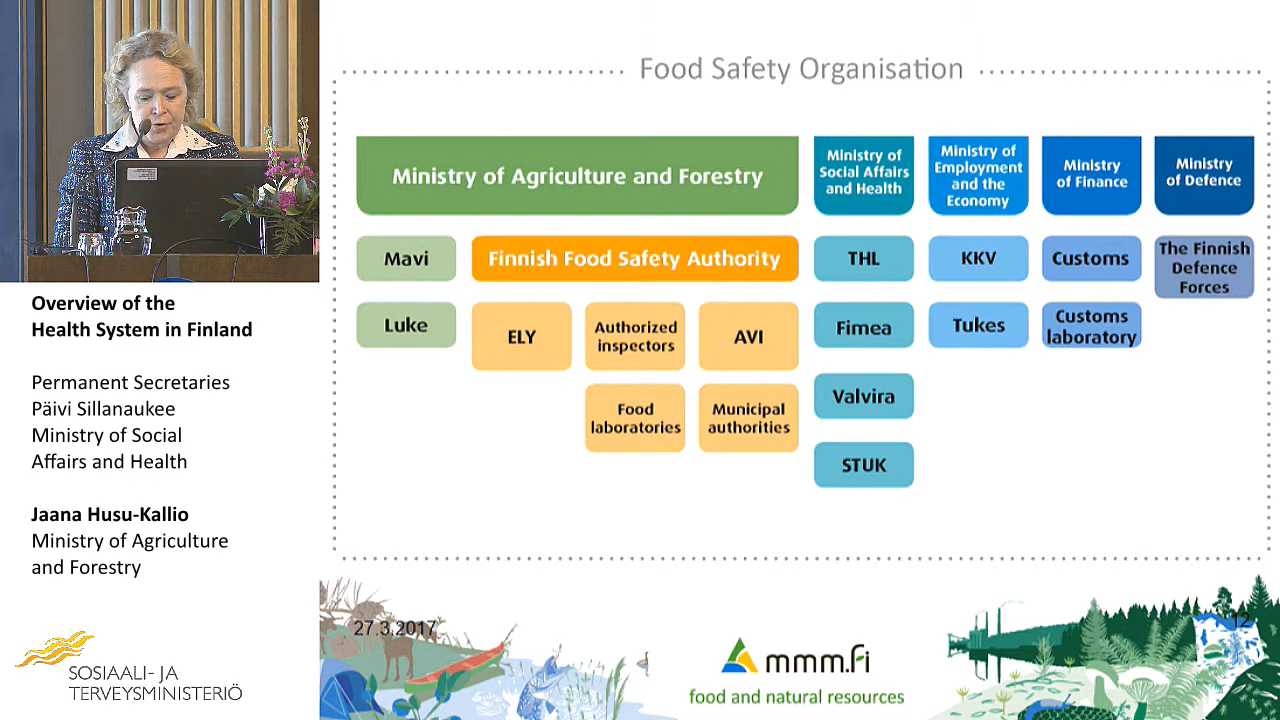 Food Safety Organisation
Ministry of Agriculture and Forestry
Ministry of
Social Affairs
and Health
Ministry of
Employment
and the
Economy
Ministry
of Finance
Ministry
of Defence
Mavi
Finnish Food Safety Authority
THL
KKV
Customs
The Finnish
Defence
Forces
Luke
ELY
Authorized
inspectors
AVI
Fimea
Tukes
Customs
laboratory
Food
laboratories
Municipal
authorities
Valvira
STUK
Overview of the
Health System in Finland
Permanent Secretaries
Päivi Sillanaukee
Ministry of Social
Affairs and Health
Jaana Husu-Kallio
Ministry of Agriculture
and Forestry
SOSIAALI- JA
TERVEYSMINISTERIÖ
27.3.2017
12
mmm.fi
food and natural resources